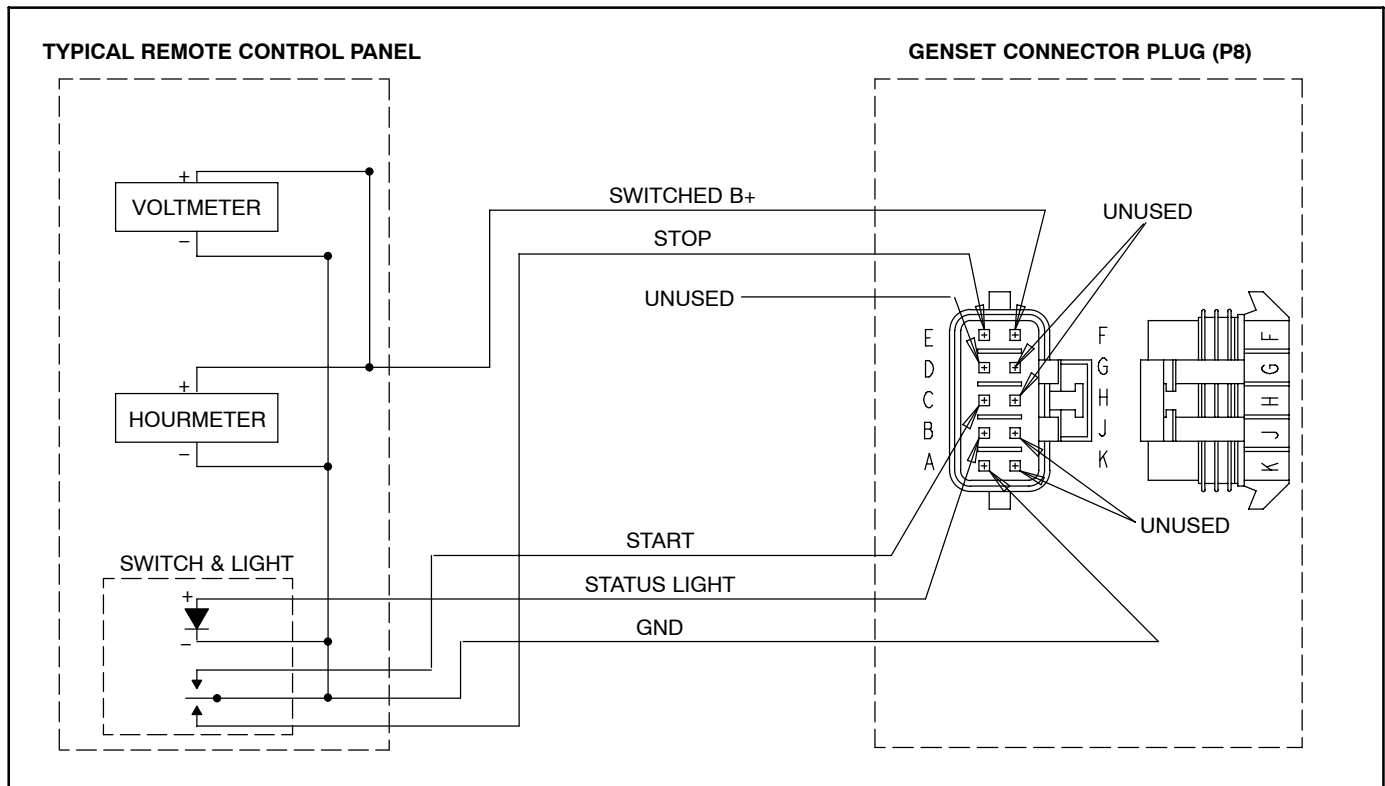 TYPICAL REMOTE CONTROL PANEL
GENSET CONNECTOR PLUG (P8)
+
VOLTMETER
−
SWITCHED B+
UNUSED
STOP
UNUSED
E
F
D
G
C
H
B
J
A
K
F
G
H
J
K
+
HOURMETER
−
UNUSED
START
SWITCH & LIGHT
STATUS LIGHT
+
−
GND